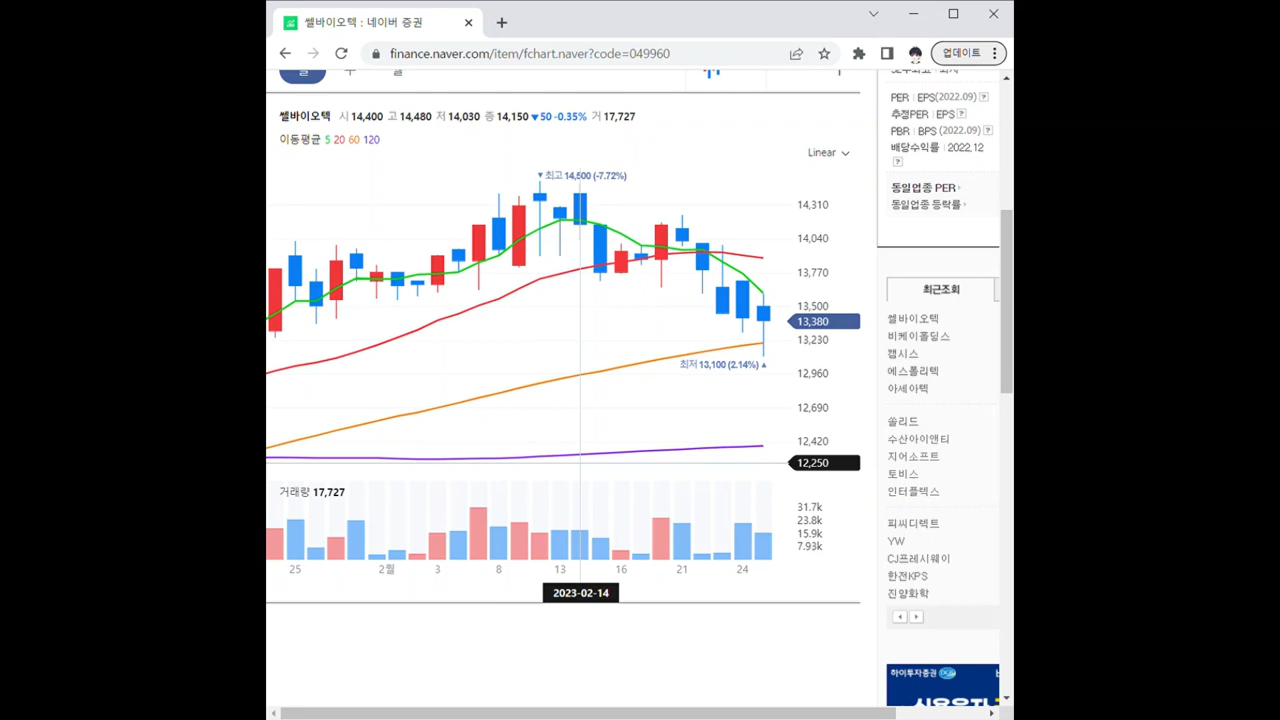 쎌바이오텍 : 네이버 증권
finance.naver.com/item/fchart.naver?code=049960
업데이트
쎌바이오텍 시 14,400 고 14,480 저 14,030 종 14,150 ▼50 -0.35% 거 17,727
이동평균 5 20 60 120
Linear
▼최고 14,500 (-7.72%)
14,310
14,040
13,770
13,500
13,380
13,230
최저 13,100 (2.14%) ▲
12,960
12,690
12,420
12,250
거래량 17,727
31.7k
23.8k
15.9k
7.93k
25 2월 3 8 13 16 21 24
2023-02-14
PER | EPS(2022.09) ?
추정PER | EPS ?
PBR | BPS (2022.09) ?
배당수익률 | 2022.12
?
동일업종 PER
동일업종 등락률
최근조회
쎌바이오텍
비케이홀딩스
캡시스
에스폴리텍
아세아텍
쏠리드
수산아이앤티
지어소프트
토비스
인터플렉스
피씨디렉트
YW
CJ프레시웨이
한전KPS
진양화학
하이투자증권